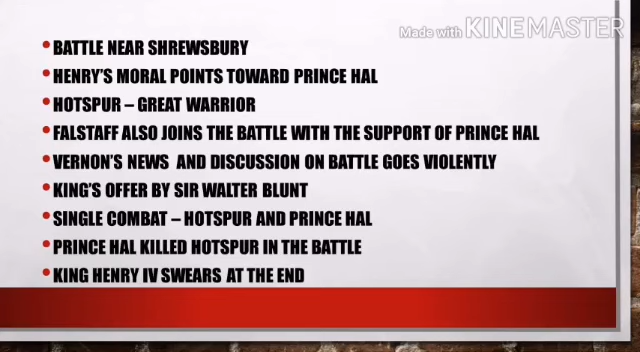 Made with KINEMASTER
• BATTLE NEAR SHREWSBURY
• HENRY'S MORAL POINTS TOWARD PRINCE HAL
• HOTSPUR – GREAT WARRIOR
• FALSTAFF ALSO JOINS THE BATTLE WITH THE SUPPORT OF PRINCE HAL
• VERNON'S NEWS AND DISCUSSION ON BATTLE GOES VIOLENTLY
• KING'S OFFER BY SIR WALTER BLUNT
• SINGLE COMBAT – HOTSPUR AND PRINCE HAL
• PRINCE HAL KILLED HOTSPUR IN THE BATTLE
• KING HENRY IV SWEARS AT THE END